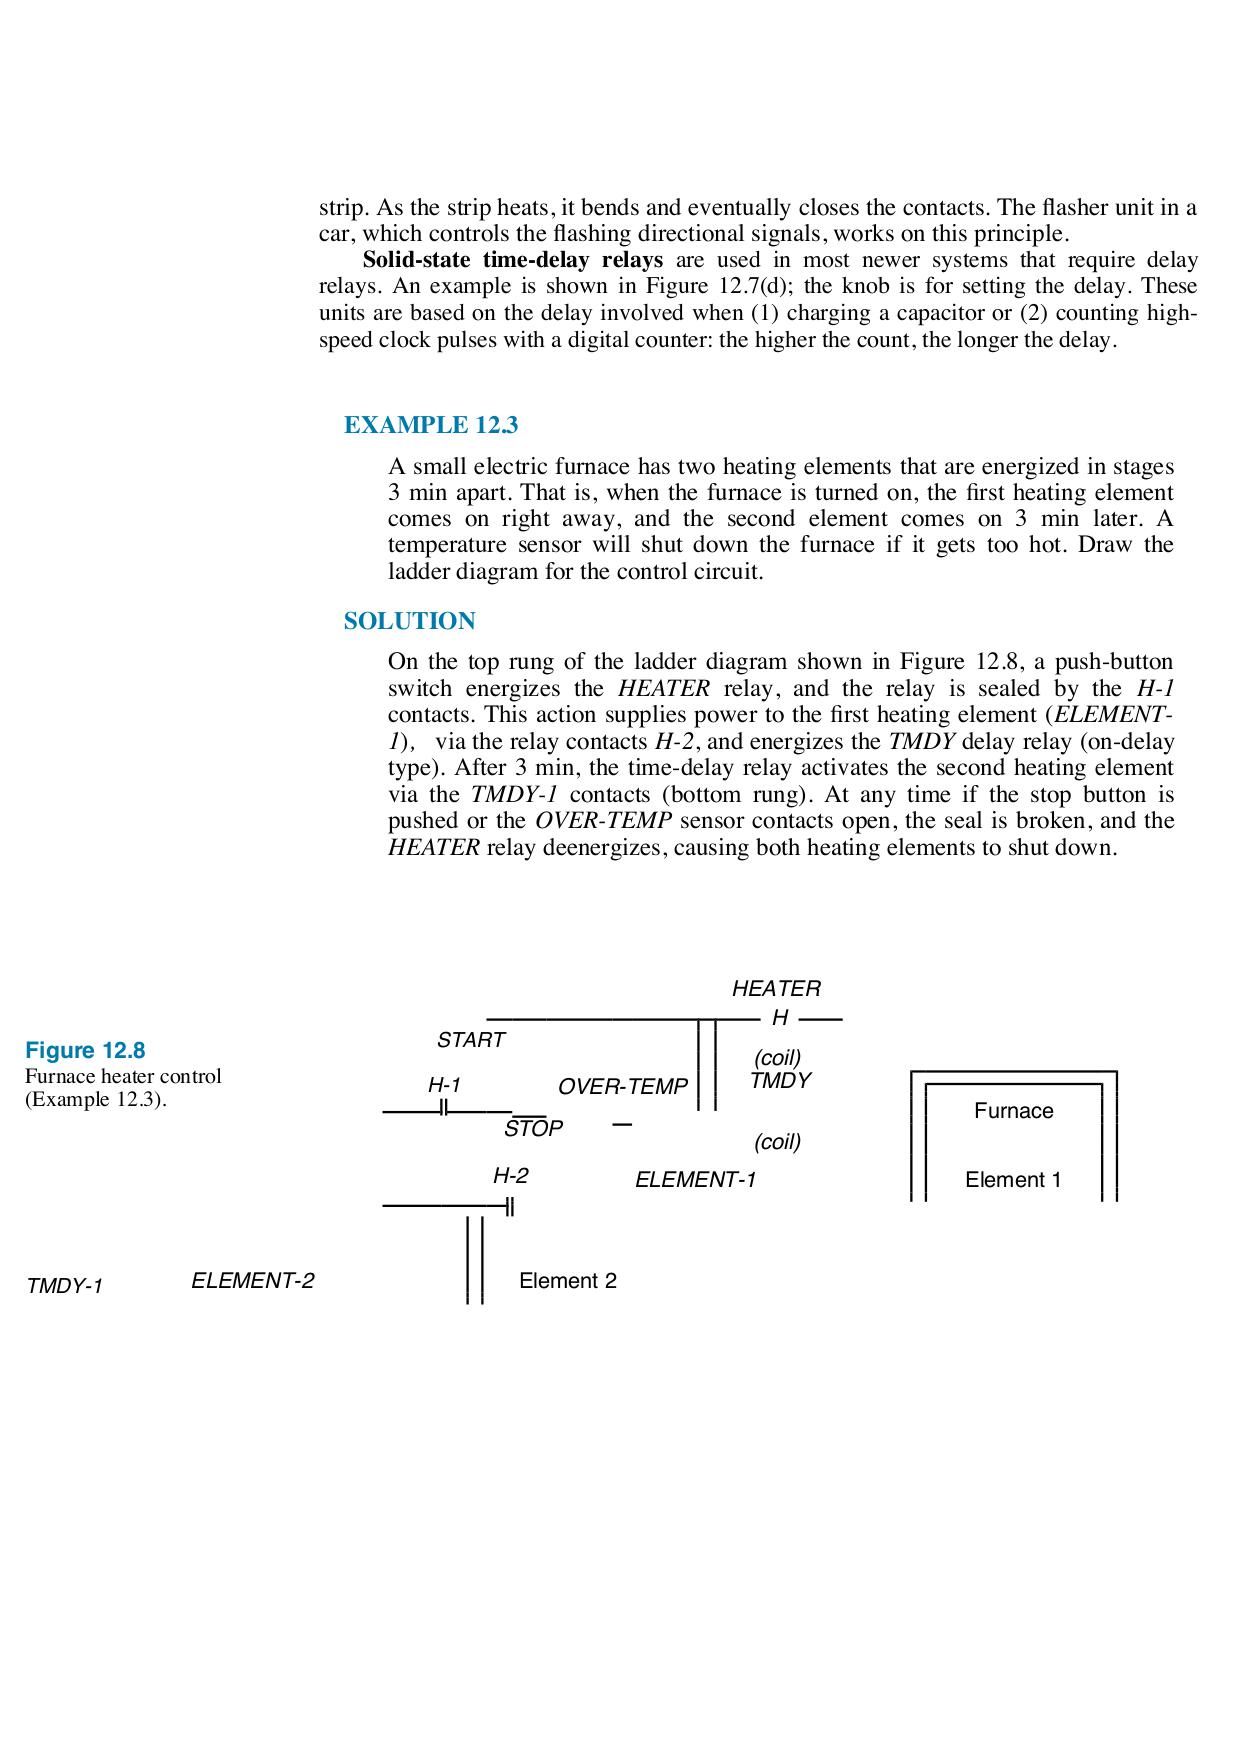 strip. As the strip heats, it bends and eventually closes the contacts. The flasher unit in a
car, which controls the flashing directional signals, works on this principle.
Solid-state time-delay relays are used in most newer systems that require delay
relays. An example is shown in Figure 12.7(d); the knob is for setting the delay. These
units are based on the delay involved when (1) charging a capacitor or (2) counting high-
speed clock pulses with a digital counter: the higher the count, the longer the delay.
EXAMPLE 12.3
A small electric furnace has two heating elements that are energized in stages
3 min apart. That is, when the furnace is turned on, the first heating element
comes on right away, and the second element comes on 3 min later. A
temperature sensor will shut down the furnace if it gets too hot. Draw the
ladder diagram for the control circuit.
SOLUTION
On the top rung of the ladder diagram shown in Figure 12.8, a push-button
switch energizes the HEATER relay, and the relay is sealed by the H-1
contacts. This action supplies power to the first heating element (ELEMENT-
1), via the relay contacts H-2, and energizes the TMDY delay relay (on-delay
type). After 3 min, the time-delay relay activates the second heating element
via the TMDY-1 contacts (bottom rung). At any time if the stop button is
pushed or the OVER-TEMP sensor contacts open, the seal is broken, and the
HEATER relay deenergizes, causing both heating elements to shut down.
Figure 12.8
Furnace heater control
(Example 12.3).
HEATER
H
START
(coil)
TMDY
H-1
OVER-TEMP
Furnace
STOP
(coil)
H-2
ELEMENT-1
Element 1
TMDY-1
ELEMENT-2
Element 2